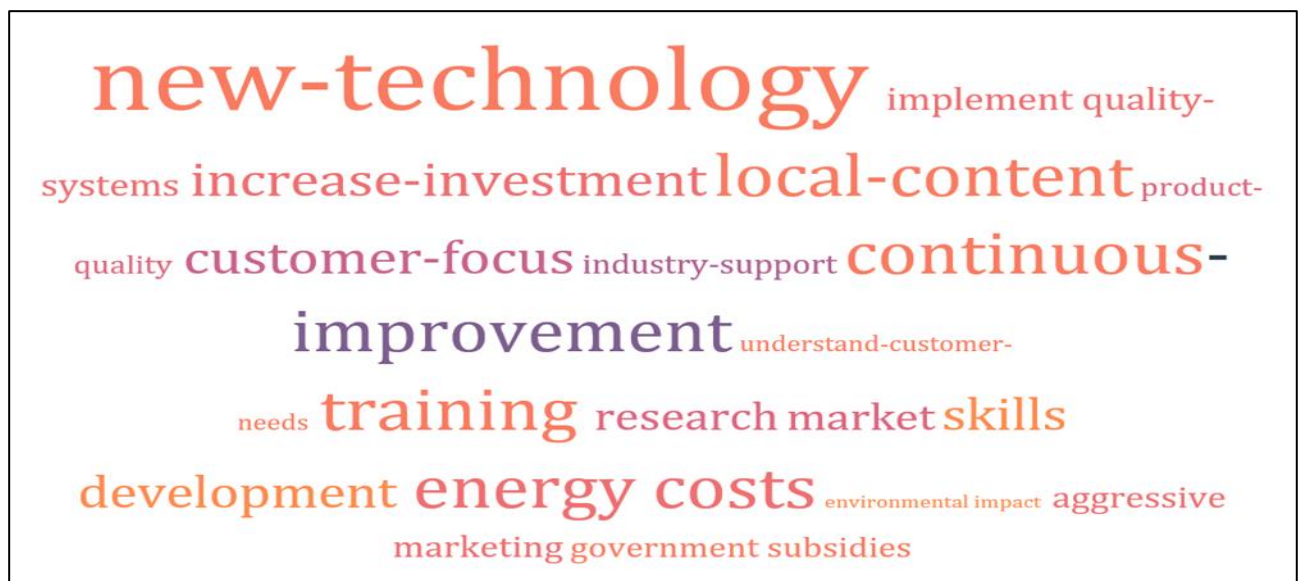 new-technology implement quality-
systems increase-investment local-content product-
quality customer-focus industry-support continuous-
improvement understand-customer-
needs training research market skills
development energy costs environmental impact aggressive
marketing government subsidies